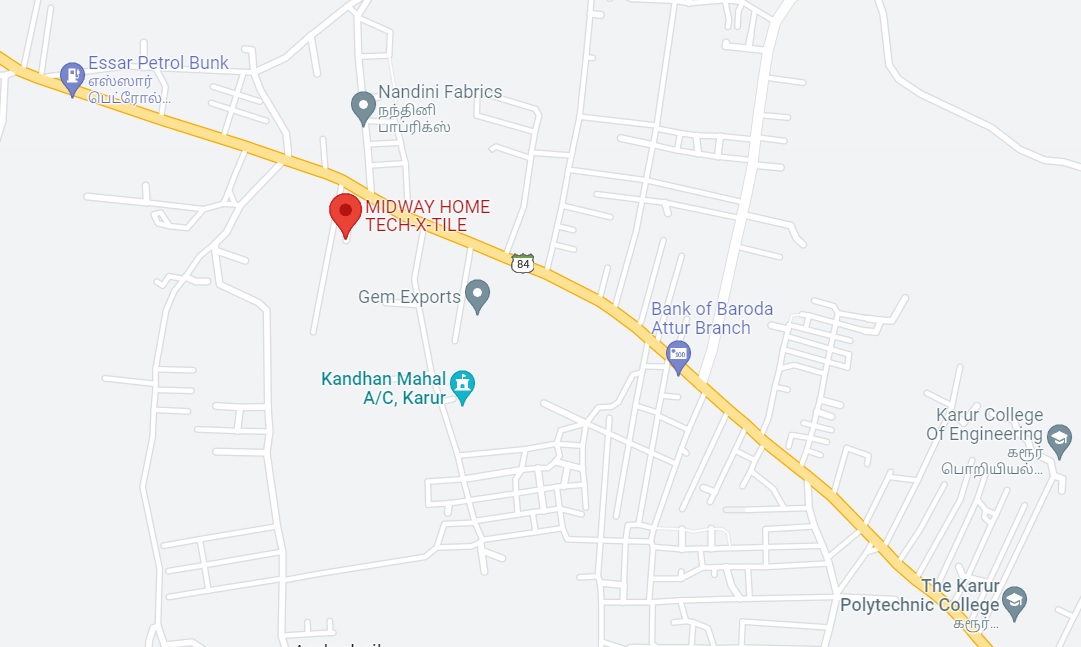 Essar Petrol Bunk
எஸ்ஸார்
பெட்ரோல்...
Nandini Fabrics
நந்தினி
பாப்ரிக்ஸ்
MIDWAY HOME
TECH-X-TILE
84
Gem Exports
Bank of Baroda
Attur Branch
Kandhan Mahal
A/C, Karur
Karur College
Of Engineering
கரூர்
பொறியியல்...
The Karur
Polytechnic College
கரூர்...